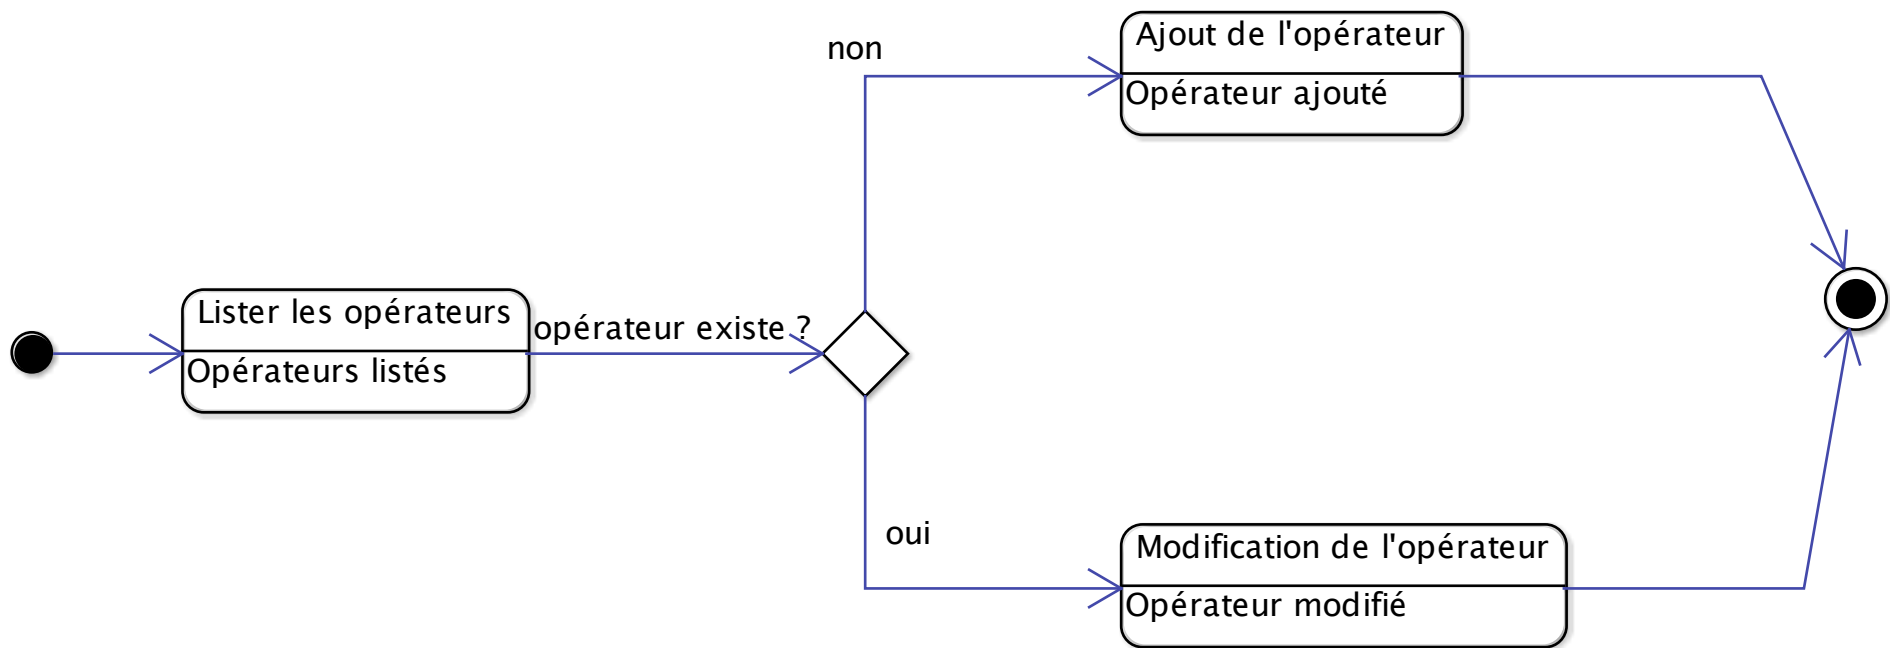 non
Ajout de l'opérateur
Opérateur ajouté
Lister les opérateurs
Opérateurs listés
opérateur existe ?
oui
Modification de l'opérateur
Opérateur modifié